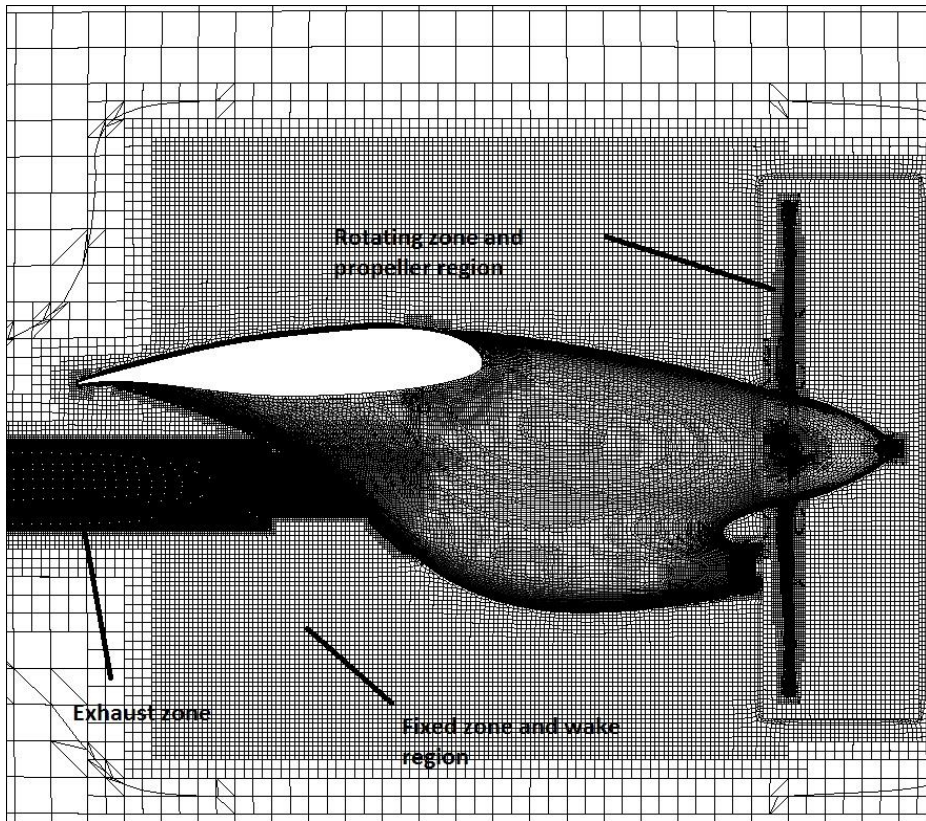 Rotating zone and
propeller region
Exhaust zone
Fixed zone and wake
region